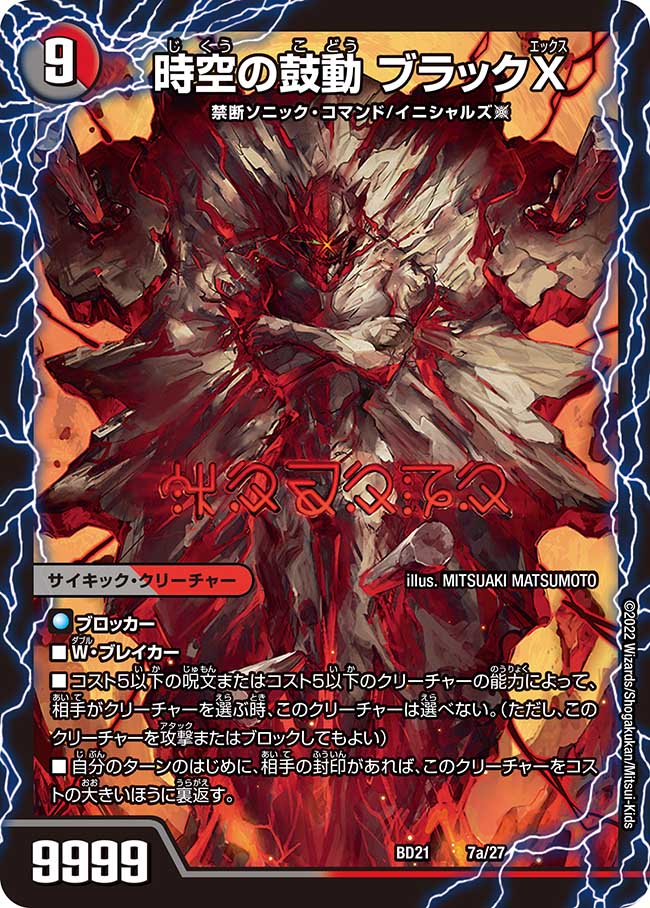 9
時空の鼓動 ブラックX
禁断ソニック・コマンド/イニシャルズ※
サイキック・クリーチャー
illus. MITSUAKI MATSUMOTO
ブロッカー
■W・ブレイカー
■コスト5以下の呪文またはコスト5以下のクリーチャーの能力によって、
相手がクリーチャーを選ぶ時、このクリーチャーは選べない。(ただし、この
クリーチャーを攻撃またはブロックしてもよい)
■自分のターンのはじめに、相手の封印があれば、このクリーチャーをコス
トの大きいほうに裏返す。
©2022 Wizards/Shogakukan/Mitsui-Kids
9999
BD21 7a/27